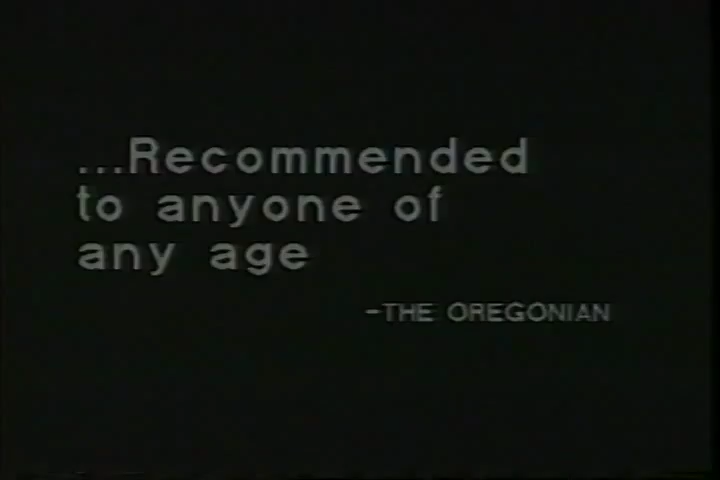 ...Recommended
to anyone of
any age
-THE OREGONIAN